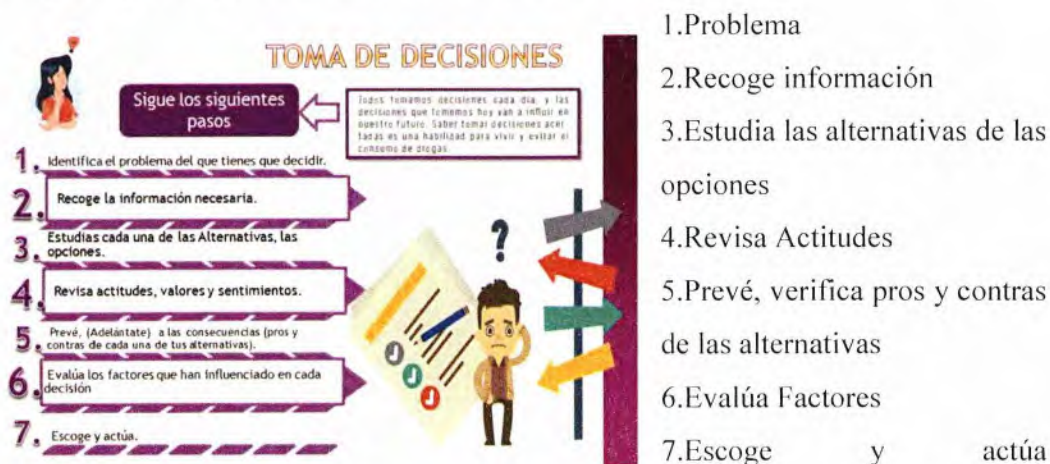 TOMA DE DECISIONES
Sigue los siguientes
pasos
Todos tomamos decisiones cada día, y las
decisiones que tomemos hoy van a influir en
nuestro futuro. Saber tomar decisiones acer
tadas es una habilidad para vivir y evitar el
consumo de drogas.
1. Identifica el problema del que tienes que decidir.
2. Recoge la información necesaria.
3. Estudias cada una de las Alternativas, las
opciones.
4. Revisa actitudes, valores y sentimientos.
5. Prevé, (Adelántate) a las consecuencias (pros y
contras de cada una de tus alternativas).
6. Evalúa los factores que han influenciado en cada
decisión
7. Escoge y actúa.
?
1.Problema
2.Recoge información
3.Estudia las alternativas de las
opciones
4.Revisa Actitudes
5.Prevé, verifica pros y contras
de las alternativas
6.Evalúa Factores
7.Escoge y actúa